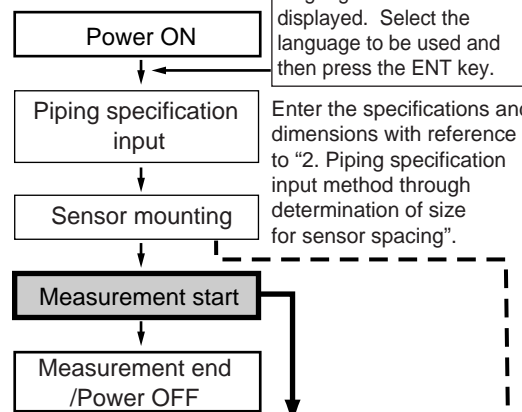 displayed. Select the
language to be used and
then press the ENT key.
Power ON
Piping specification
input
Enter the specifications and
dimensions with reference
to “2. Piping specification
input method through
determination of size
for sensor spacing”.
Sensor mounting
Measurement start
Measurement end
/Power OFF